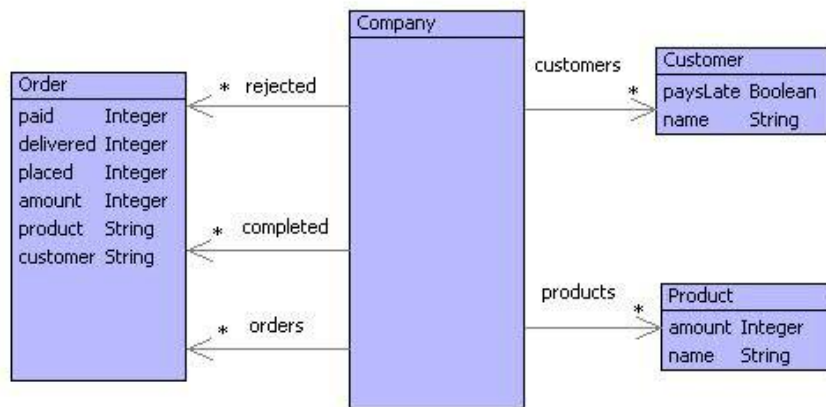 Company
Order
paid Integer
delivered Integer
placed Integer
amount Integer
product String
customer String
* rejected
* completed
* orders
customers
*
Customer
paysLate Boolean
name String
products
*
Product
amount Integer
name String